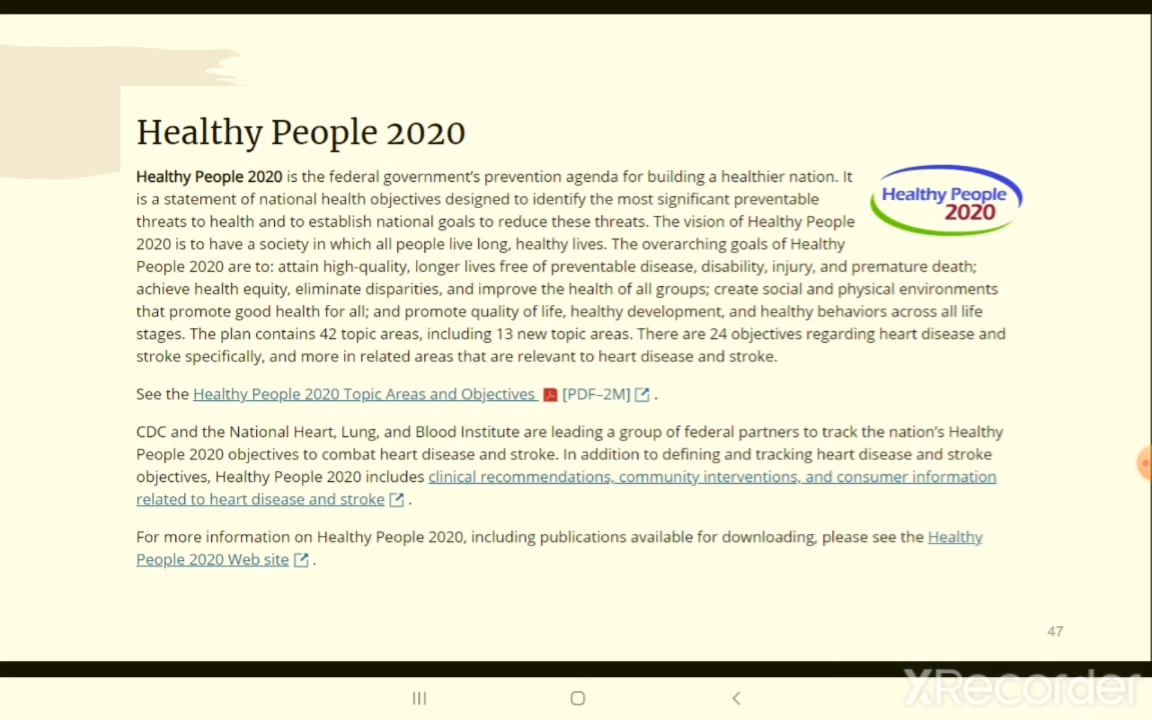 Healthy People 2020
Healthy People 2020 is the federal government's prevention agenda for building a healthier nation. It
is a statement of national health objectives designed to identify the most significant preventable
threats to health and to establish national goals to reduce these threats. The vision of Healthy People
2020 is to have a society in which all people live long, healthy lives. The overarching goals of Healthy
People 2020 are to: attain high-quality, longer lives free of preventable disease, disability, injury, and premature death;
achieve health equity, eliminate disparities, and improve the health of all groups; create social and physical environments
that promote good health for all; and promote quality of life, healthy development, and healthy behaviors across all life
stages. The plan contains 42 topic areas, including 13 new topic areas. There are 24 objectives regarding heart disease and
stroke specifically, and more in related areas that are relevant to heart disease and stroke.
Healthy People
2020
See the Healthy People 2020 Topic Areas and Objectives [PDF–2M] .
CDC and the National Heart, Lung, and Blood Institute are leading a group of federal partners to track the nation's Healthy
People 2020 objectives to combat heart disease and stroke. In addition to defining and tracking heart disease and stroke
objectives, Healthy People 2020 includes clinical recommendations, community interventions, and consumer information
related to heart disease and stroke .
For more information on Healthy People 2020, including publications available for downloading, please see the Healthy
People 2020 Web site .
47
XRecorder